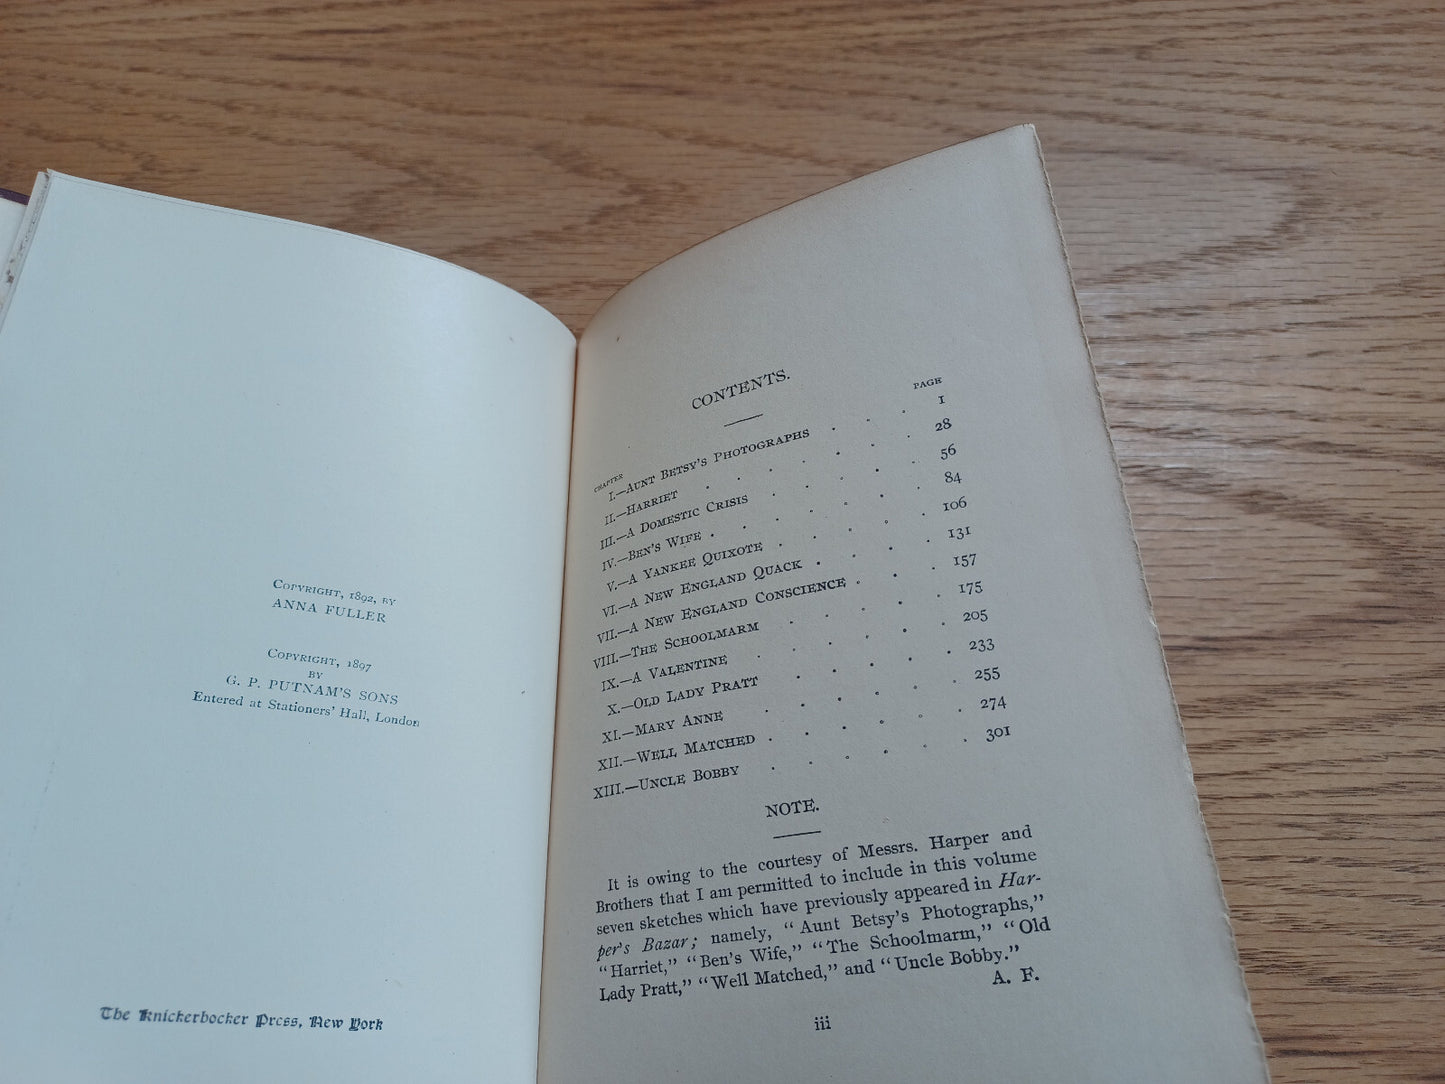 COPYRIGHT, 1892, BY
ANNA FULLER
COPYRIGHT, 1897
BY
G. P. PUTNAM'S SONS
Entered at Stationers' Hall, London
The Knickerbocker Press, New York
CONTENTS.
CHAPTER PAGE
I.—AUNT BETSY'S PHOTOGRAPHS . . . 1
II.—HARRIET . . . . . . 28
III.—A DOMESTIC CRISIS . . . . 56
IV.—BEN'S WIFE . . . . . . 84
V.—A YANKEE QUIXOTE . . . . 106
VI.—A NEW ENGLAND QUACK . . . . 131
VII.—A NEW ENGLAND CONSCIENCE . . . 157
VIII.—THE SCHOOLMARM . . . . . 175
IX.—A VALENTINE . . . . . . 205
X.—OLD LADY PRATT . . . . . 233
XI.—MARY ANNE . . . . . . 255
XII.—WELL MATCHED . . . . . . 274
XIII.—UNCLE BOBBY . . . . . . 301
NOTE.
It is owing to the courtesy of Messrs. Harper and
Brothers that I am permitted to include in this volume
seven sketches which have previously appeared in Har-
per's Bazar; namely, “Aunt Betsy's Photographs,”
“Harriet,” “Ben's Wife,” “The Schoolmarm,” “Old
Lady Pratt,” “Well Matched,” and “Uncle Bobby.”
A. F.
iii